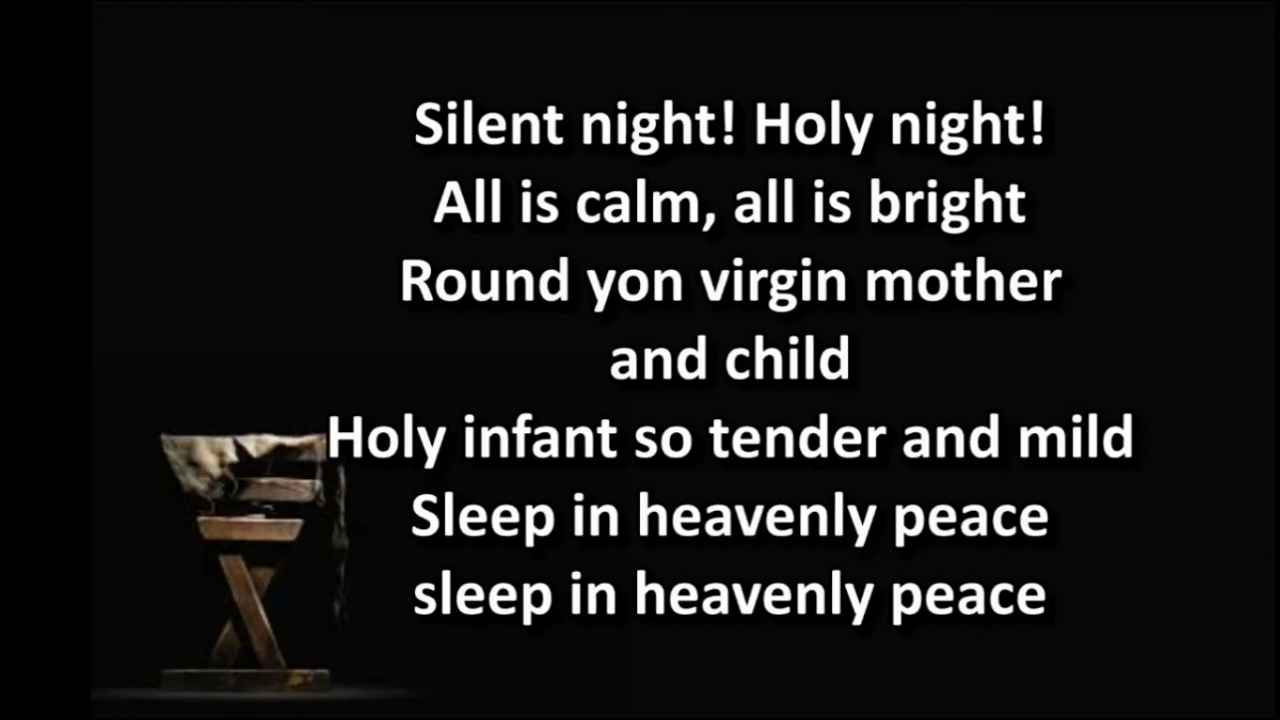 Silent night! Holy night!
All is calm, all is bright
Round yon virgin mother
and child
Holy infant so tender and mild
Sleep in heavenly peace
sleep in heavenly peace